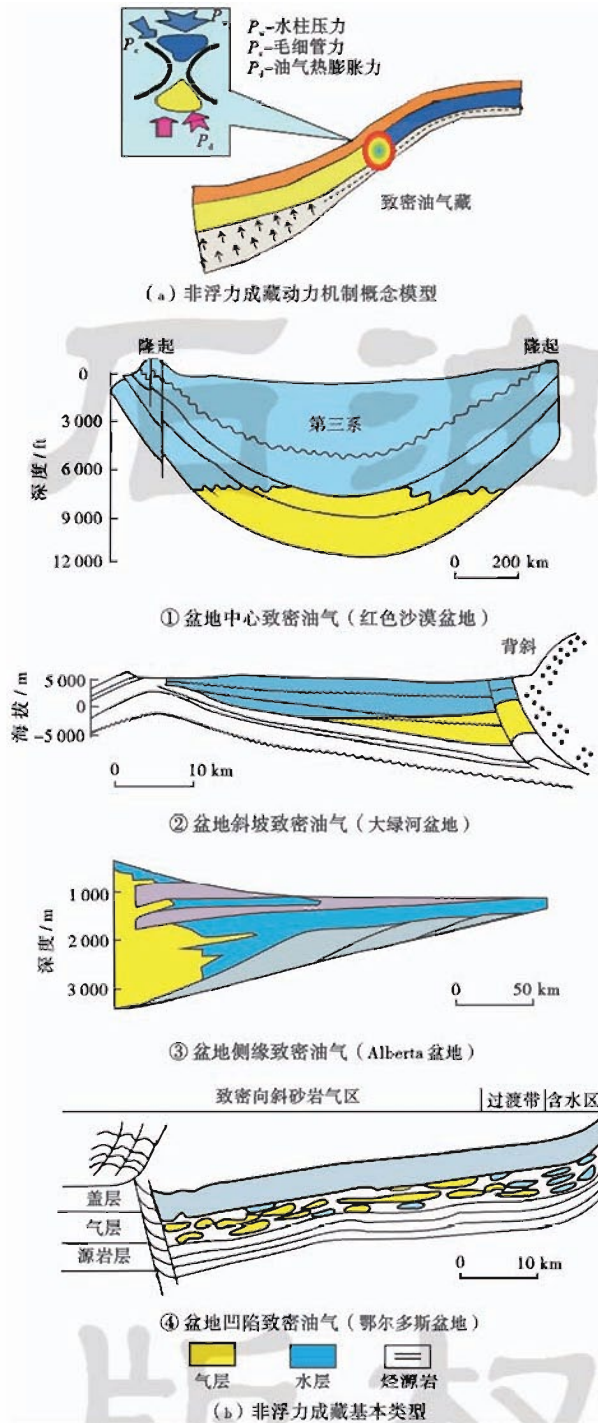 P_w
P_c
P_d
P_w=水柱压力
P_c=毛细管力
P_d=油气热膨胀力
致密油气藏
(a) 非浮力成藏动力机制概念模型
隆起 隆起
0
3 000
6 000
9 000
12 000
深度/ft
第三系
0 200 km
①盆地中心致密油气(红色沙漠盆地)
背斜
5 000
0
-5 000
海拔/m
0 10 km
②盆地斜坡致密油气(大绿河盆地)
1 000
2 000
3 000
深度/m
0 50 km
③盆地侧缘致密油气(Alberta 盆地)
致密向斜砂岩气区 过渡带 含水区
盖层
气层
源岩层
0 10 km
④盆地凹陷致密油气(鄂尔多斯盆地)
气层 水层 烃源岩
(b) 非浮力成藏基本类型
石油
版权